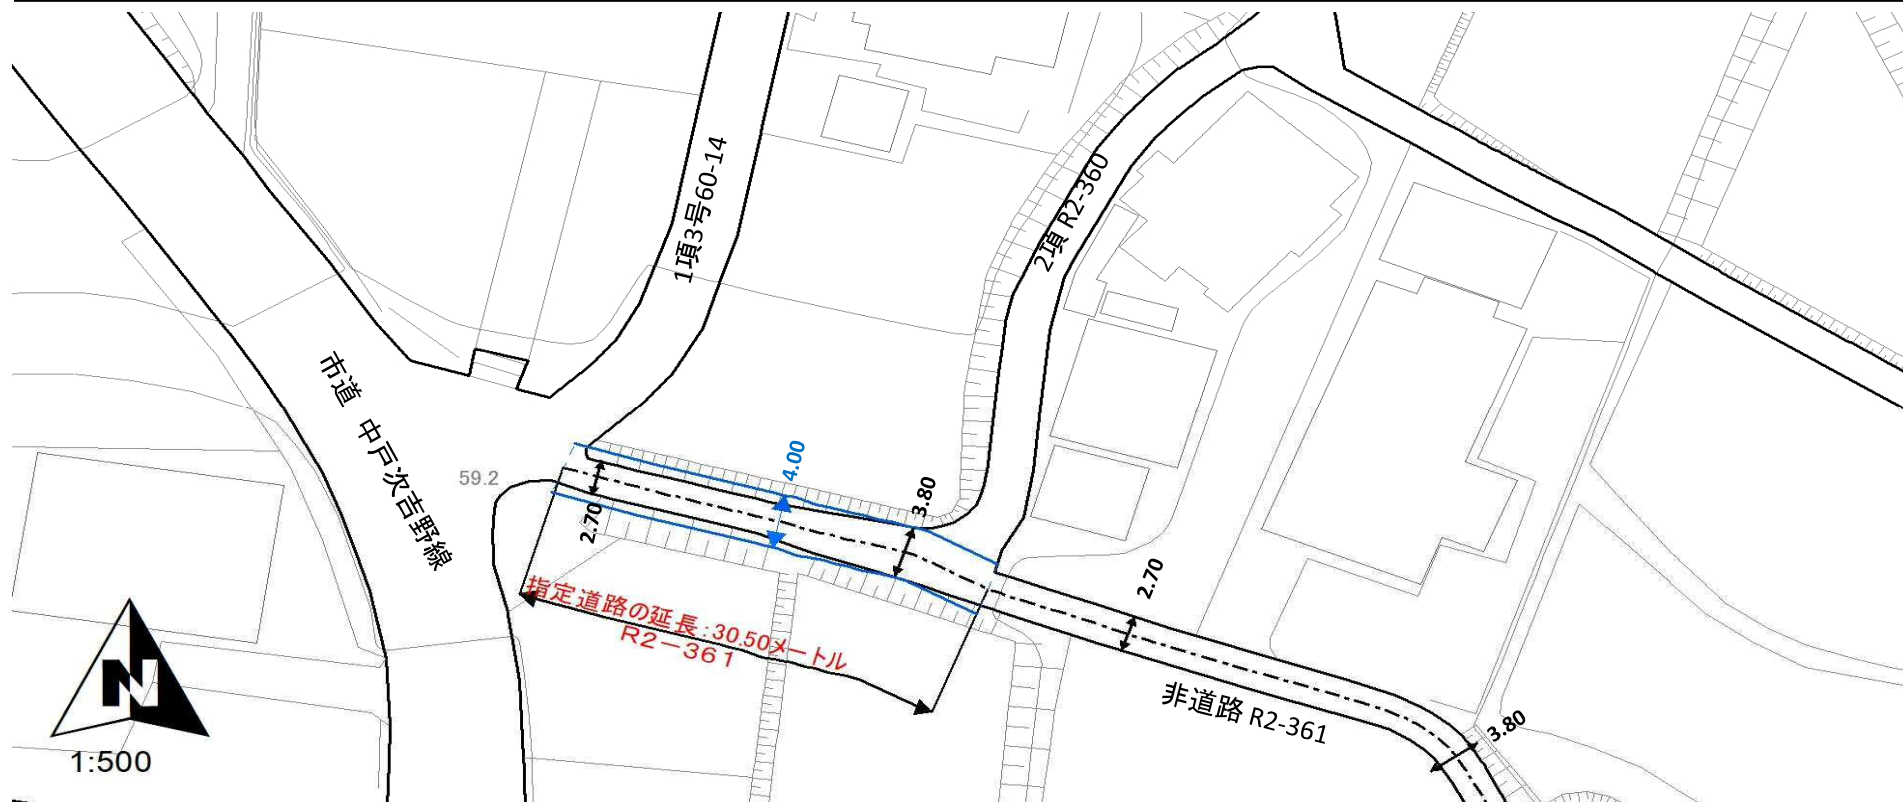 1項3号60-14
2項 R2-360
市道 中戸次吉野線
59.2
4.00
3.80
2.70
指定道路の延長:30.50メートル
R2－361
2.70
非道路 R2-361
3.80
N
1:500